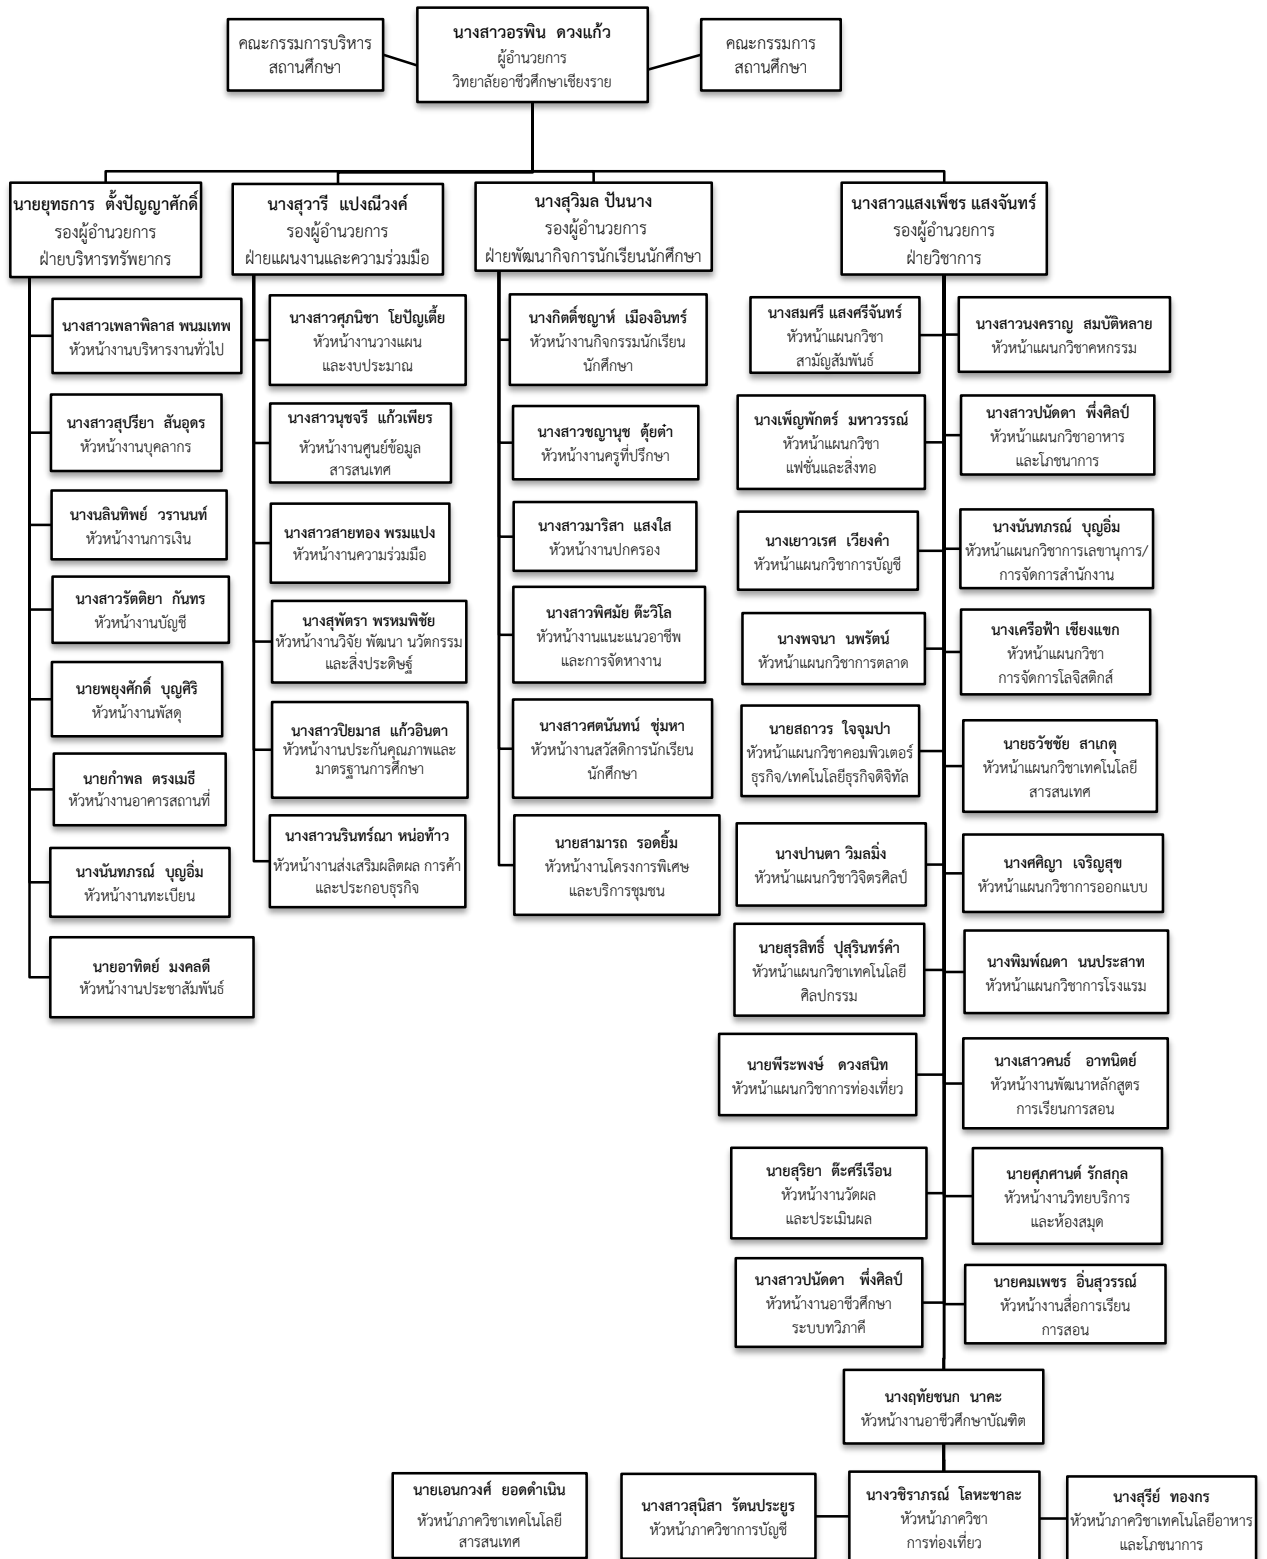 คณะกรรมการบริหาร
สถานศึกษา
นางสาวอรพิน ดวงแก้ว
ผู้อำนวยการ
วิทยาลัยอาชีวศึกษาเชียงราย
คณะกรรมการ
สถานศึกษา
นายยุทธการ ตั้งปัญญาศักดิ์
รองผู้อำนวยการ
ฝ่ายบริหารทรัพยากร
นางสุวารี แปงณีวงค์
รองผู้อำนวยการ
ฝ่ายแผนงานและความร่วมมือ
นางสุวิมล ปันนาง
รองผู้อำนวยการ
ฝ่ายพัฒนากิจการนักเรียนนักศึกษา
นางสาวแสงเพ็ชร แสงจันทร์
รองผู้อำนวยการ
ฝ่ายวิชาการ
นางสาวเพลาพิลาส พนมเทพ
หัวหน้างานบริหารงานทั่วไป
นางสาวสุปรียา สันอุดร
หัวหน้างานบุคลากร
นางนลินทิพย์ วรานนท์
หัวหน้างานการเงิน
นางสาวรัตติยา กันทร
หัวหน้างานบัญชี
นายพยุงศักดิ์ บุญศิริ
หัวหน้างานพัสดุ
นายกำพล ตรงเมธี
หัวหน้างานอาคารสถานที่
นางนันทภรณ์ บุญอิ่ม
หัวหน้างานทะเบียน
นายอาทิตย์ มงคลดี
หัวหน้างานประชาสัมพันธ์
นางสาวศุภนิชา โยปัญเตี้ย
หัวหน้างานวางแผน
และงบประมาณ
นางสาวนุชจรี แก้วเพียร
หัวหน้างานศูนย์ข้อมูล
สารสนเทศ
นางสาวสายทอง พรมแปง
หัวหน้างานความร่วมมือ
นางสุพัตรา พรหมพิชัย
หัวหน้างานวิจัย พัฒนา นวัตกรรม
และสิ่งประดิษฐ์
นางสาวปิยมาส แก้วอินตา
หัวหน้างานประกันคุณภาพและ
มาตรฐานการศึกษา
นางสาวนรินทร์ณา หน่อท้าว
หัวหน้างานส่งเสริมผลิตผล การค้า
และประกอบธุรกิจ
นางกิตติ์ชญาห์ เมืองอินทร์
หัวหน้างานกิจกรรมนักเรียน
นักศึกษา
นางสาวชญานุช ตุ้ยต๋า
หัวหน้างานครูที่ปรึกษา
นางสาวมาริสา แสงใส
หัวหน้างานปกครอง
นางสาวพิศมัย ต๊ะวิโล
หัวหน้างานแนะแนวอาชีพ
และการจัดหางาน
นางสาวศตนันทน์ ชุ่มหา
หัวหน้างานสวัสดิการนักเรียน
นักศึกษา
นายสามารถ รอดยิ้ม
หัวหน้างานโครงการพิเศษ
และบริการชุมชน
นางสมศรี แสงศรีจันทร์
หัวหน้าแผนกวิชา
สามัญสัมพันธ์
นางสาวนงคราญ สมบัติหลาย
หัวหน้าแผนกวิชาคหกรรม
นางเพ็ญพักตร์ มหาวรรณ์
หัวหน้าแผนกวิชา
แฟชั่นและสิ่งทอ
นางสาวปนัดดา พึ่งศิลป์
หัวหน้าแผนกวิชาอาหาร
และโภชนาการ
นางเยาวเรศ เวียงคำ
หัวหน้าแผนกวิชาการบัญชี
นางนันทภรณ์ บุญอิ่ม
หัวหน้าแผนกวิชาการเลขานุการ/
การจัดการสำนักงาน
นางพจนา นพรัตน์
หัวหน้าแผนกวิชาการตลาด
นางเครือฟ้า เชียงแขก
หัวหน้าแผนกวิชา
การจัดการโลจิสติกส์
นายสถาวร ใจจุมปา
หัวหน้าแผนกวิชาคอมพิวเตอร์
ธุรกิจ/เทคโนโลยีธุรกิจดิจิทัล
นายธวัชชัย สาเกตุ
หัวหน้าแผนกวิชาเทคโนโลยี
สารสนเทศ
นางปานตา วิมลมิ่ง
หัวหน้าแผนกวิชาวิจิตรศิลป์
นางศศิญา เจริญสุข
หัวหน้าแผนกวิชาการออกแบบ
นายสุรสิทธิ์ ปุสุรินทร์คำ
หัวหน้าแผนกวิชาเทคโนโลยี
ศิลปกรรม
นางพิมพ์ณดา นนประสาท
หัวหน้าแผนกวิชาการโรงแรม
นายพีระพงษ์ ดวงสนิท
หัวหน้าแผนกวิชาการท่องเที่ยว
นางเสาวคนธ์ อาทนิตย์
หัวหน้างานพัฒนาหลักสูตร
การเรียนการสอน
นายสุริยา ต๊ะศรีเรือน
หัวหน้างานวัดผล
และประเมินผล
นายศุภศานต์ รักสกุล
หัวหน้างานวิทยบริการ
และห้องสมุด
นางสาวปนัดดา พึ่งศิลป์
หัวหน้างานอาชีวศึกษา
ระบบทวิภาคี
นายคมเพชร อิ่นสุวรรณ์
หัวหน้างานสื่อการเรียน
การสอน
นางฤทัยชนก นาคะ
หัวหน้างานอาชีวศึกษาบัณฑิต
นายเอนกวงศ์ ยอดดำเนิน
หัวหน้าภาควิชาเทคโนโลยี
สารสนเทศ
นางสาวสุนิสา รัตนประยูร
หัวหน้าภาควิชาการบัญชี
นางวชิราภรณ์ โลหะชาละ
หัวหน้าภาควิชา
การท่องเที่ยว
นางสุรีย์ ทองกร
หัวหน้าภาควิชาเทคโนโลยีอาหาร
และโภชนาการ